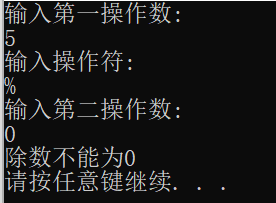 输入第一操作数:
5
输入操作符:
%
输入第二操作数:
0
除数不能为0
请按任意键继续. . .